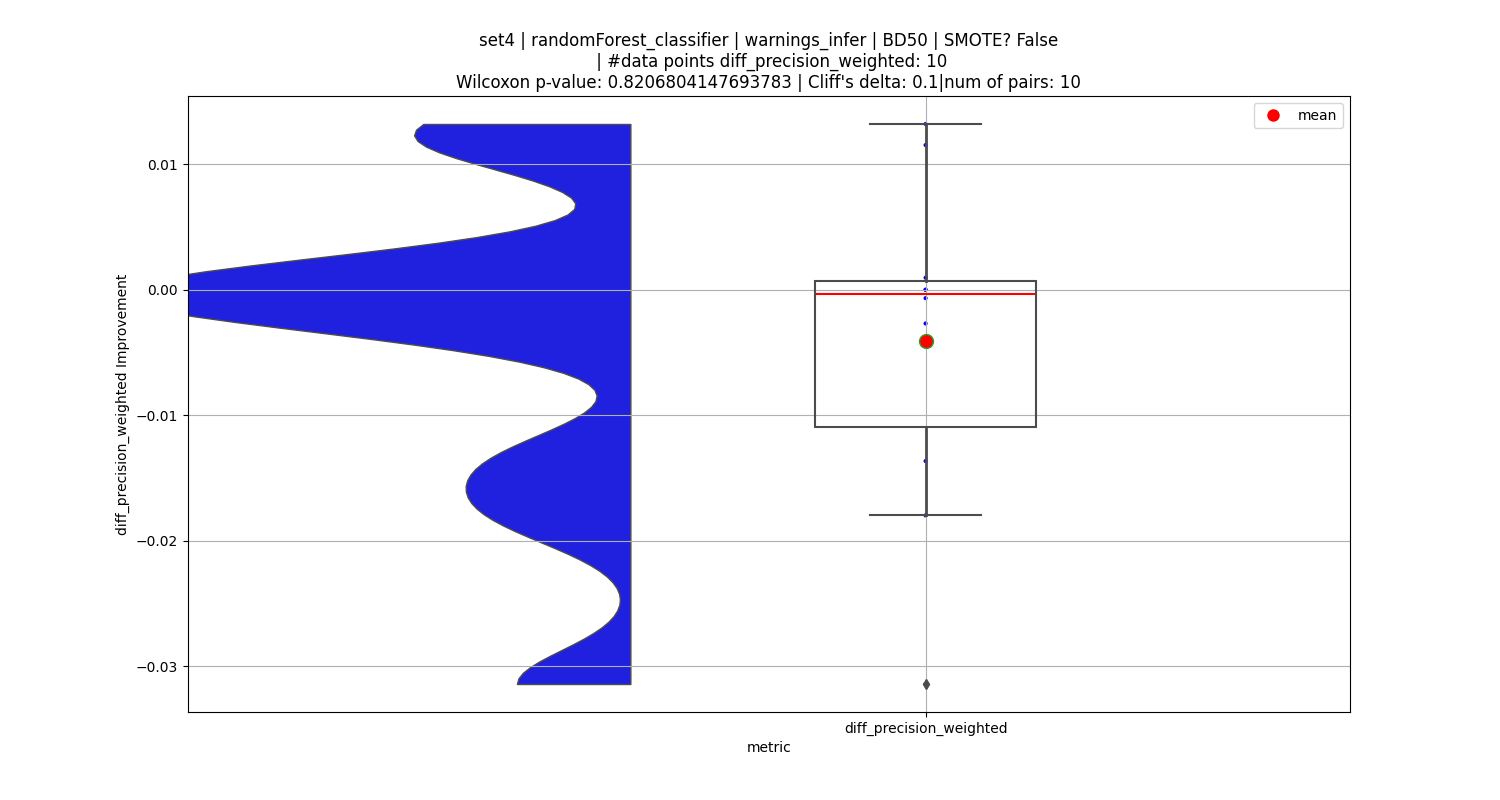 set4 | randomForest_classifier | warnings_infer | BD50 | SMOTE? False
| #data points diff_precision_weighted: 10
Wilcoxon p-value: 0.8206804147693783 | Cliff's delta: 0.1|num of pairs: 10
mean
0.01
0.00
−0.01
−0.02
−0.03
diff_precision_weighted Improvement
diff_precision_weighted
metric